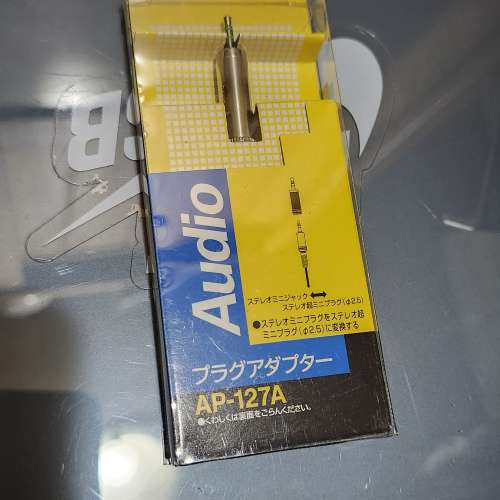 Audio
ステレオミニジャック ⟷
ステレオ超ミニプラグ(φ2.5)
●ステレオミニプラグをステレオ超
ミニプラグ(φ2.5)に変換する
プラグアダプター
AP-127A
●くわしくは裏面をごらんください。